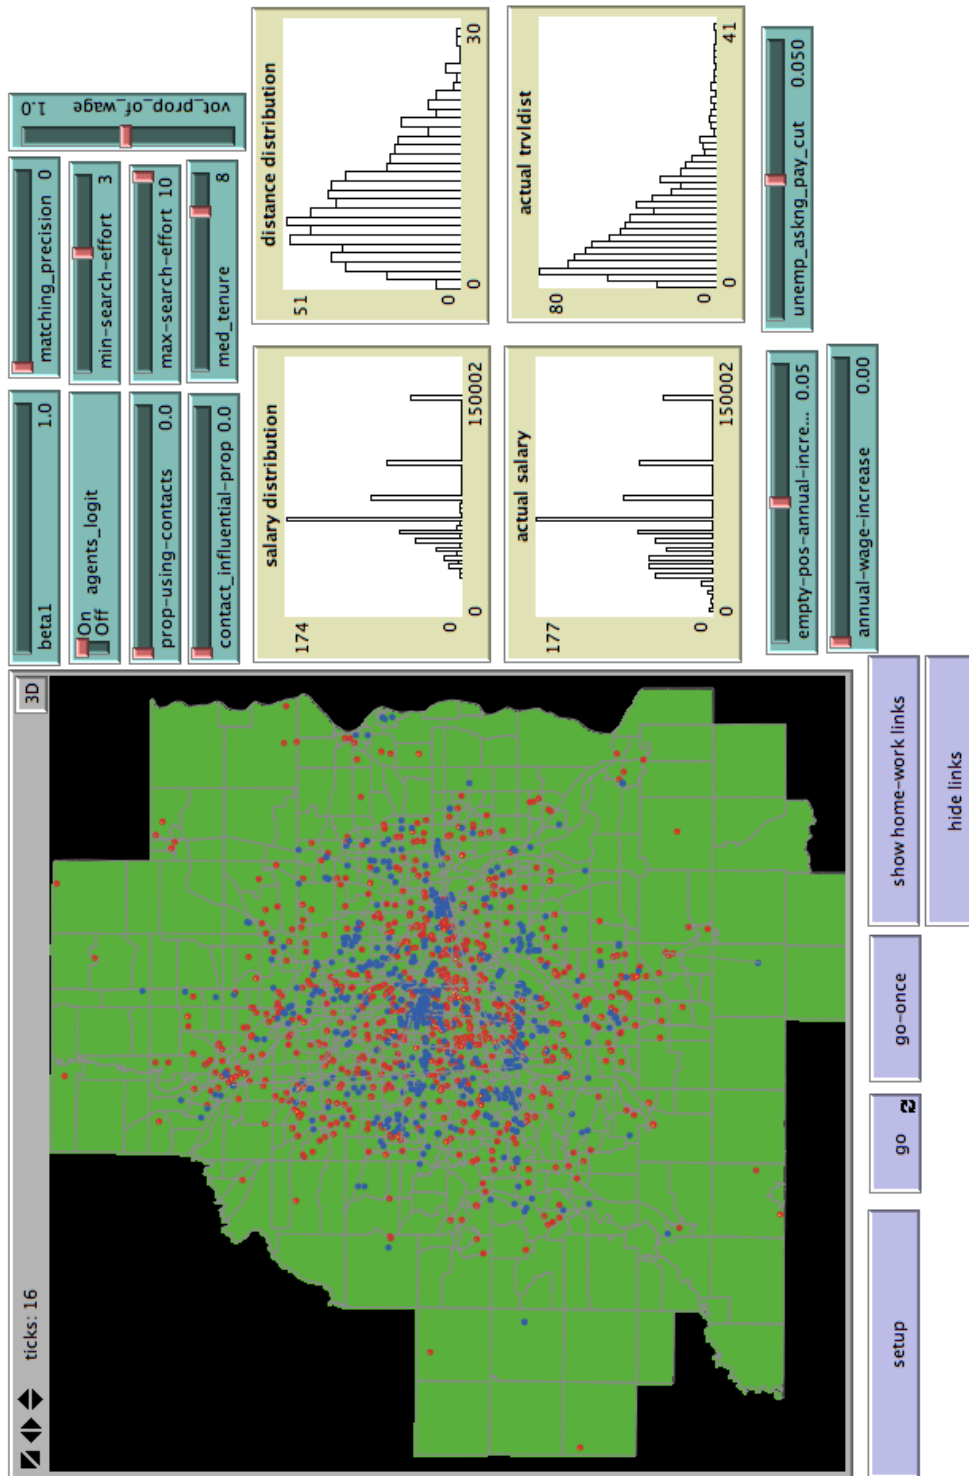 ticks: 16
3D
setup
go
go-once
show home-work links
hide links
beta1 1.0
On
Off
agents_logit
prop-using-contacts 0.0
contact_influential-prop 0.0
matching_precision 0
min-search-effort 3
max-search-effort 10
med_tenure 8
vot_prop_of_wage 1.0
salary distribution
174
0
0 150002
distance distribution
51
0
0 30
actual salary
177
0
0 150002
actual trvldist
80
0
0 41
empty-pos-annual-incre... 0.05
annual-wage-increase 0.00
unemp_askng_pay_cut 0.050